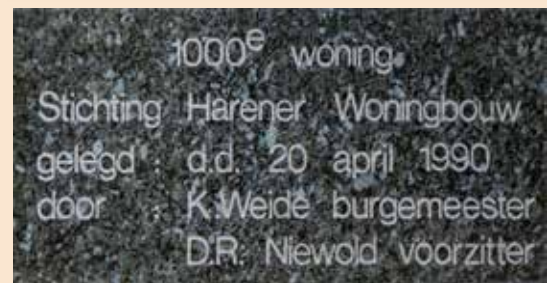 1000e woning
Stichting Harener Woningbouw
gelegd : d.d. 20 april 1990
door : K.Weide burgemeester
D.R. Niewold voorzitter